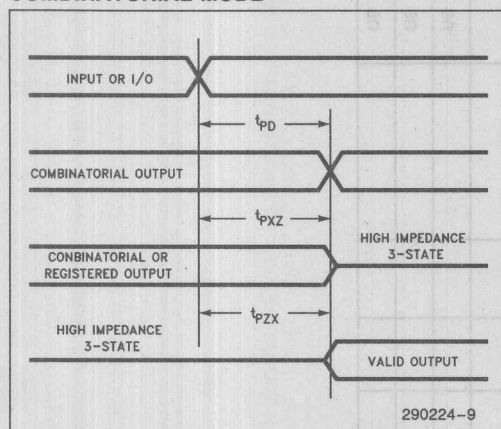 COMBINATORIAL MODE
INPUT OR I/O
tPD
COMBINATORIAL OUTPUT
tPXZ
CONBINATORIAL OR
REGISTERED OUTPUT
HIGH IMPEDANCE
3-STATE
tPZX
HIGH IMPEDANCE
3-STATE
VALID OUTPUT
290224-9